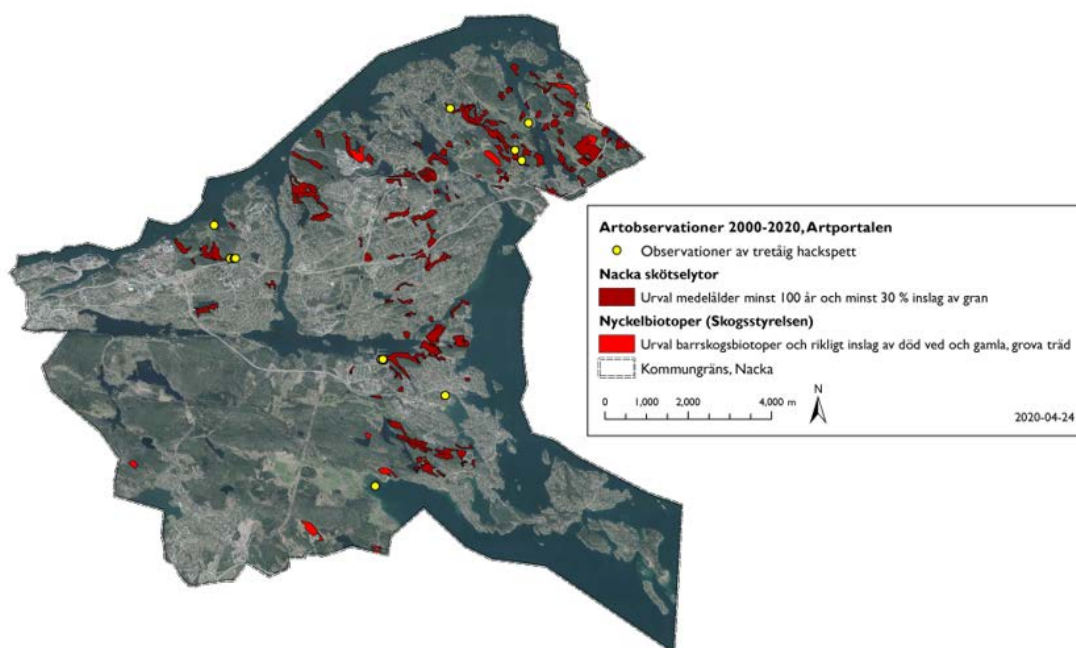 Artobservationer 2000-2020, Artportalen
Observationer av tretåig hackspett
Nacka skötselytor
Urval medelålder minst 100 år och minst 30 % inslag av gran
Nyckelbiotoper (Skogsstyrelsen)
Urval barrskogsbiotoper och rikligt inslag av död ved och gamla, grova träd
Kommungräns, Nacka
N
0 1,000 2,000 4,000 m
2020-04-24